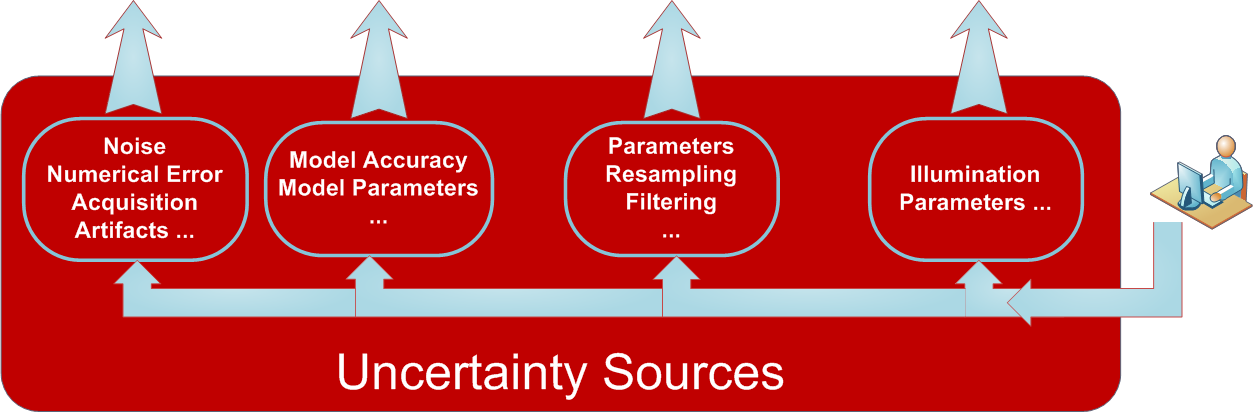 Noise
Numerical Error
Acquisition
Artifacts ...
Model Accuracy
Model Parameters
...
Parameters
Resampling
Filtering
...
Illumination
Parameters ...
Uncertainty Sources